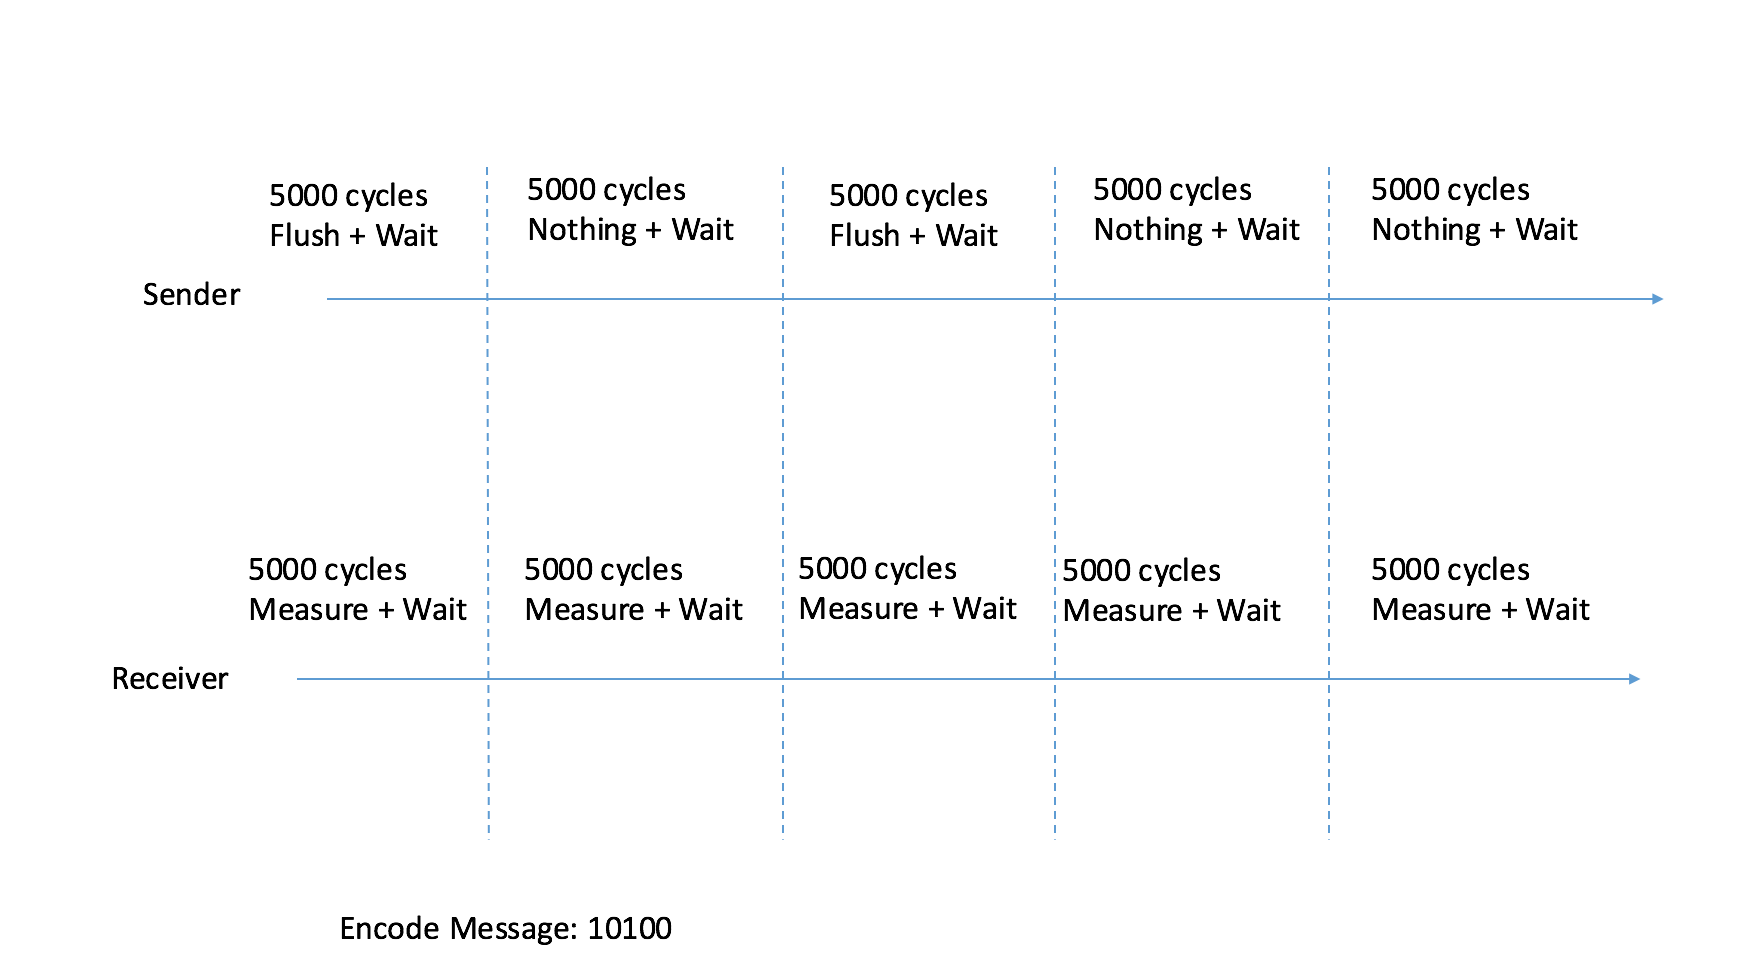 5000 cycles
Flush + Wait
5000 cycles
Nothing + Wait
5000 cycles
Flush + Wait
5000 cycles
Nothing + Wait
5000 cycles
Nothing + Wait
Sender
5000 cycles
Measure + Wait
5000 cycles
Measure + Wait
5000 cycles
Measure + Wait
5000 cycles
Measure + Wait
5000 cycles
Measure + Wait
Receiver
Encode Message: 10100